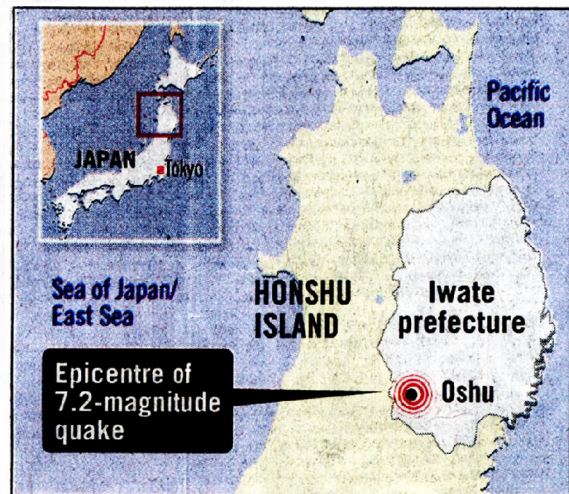 JAPAN
Tokyo
Pacific
Ocean
Sea of Japan/
East Sea
HONSHU
ISLAND
Iwate
prefecture
Epicentre of
7.2-magnitude
quake
Oshu